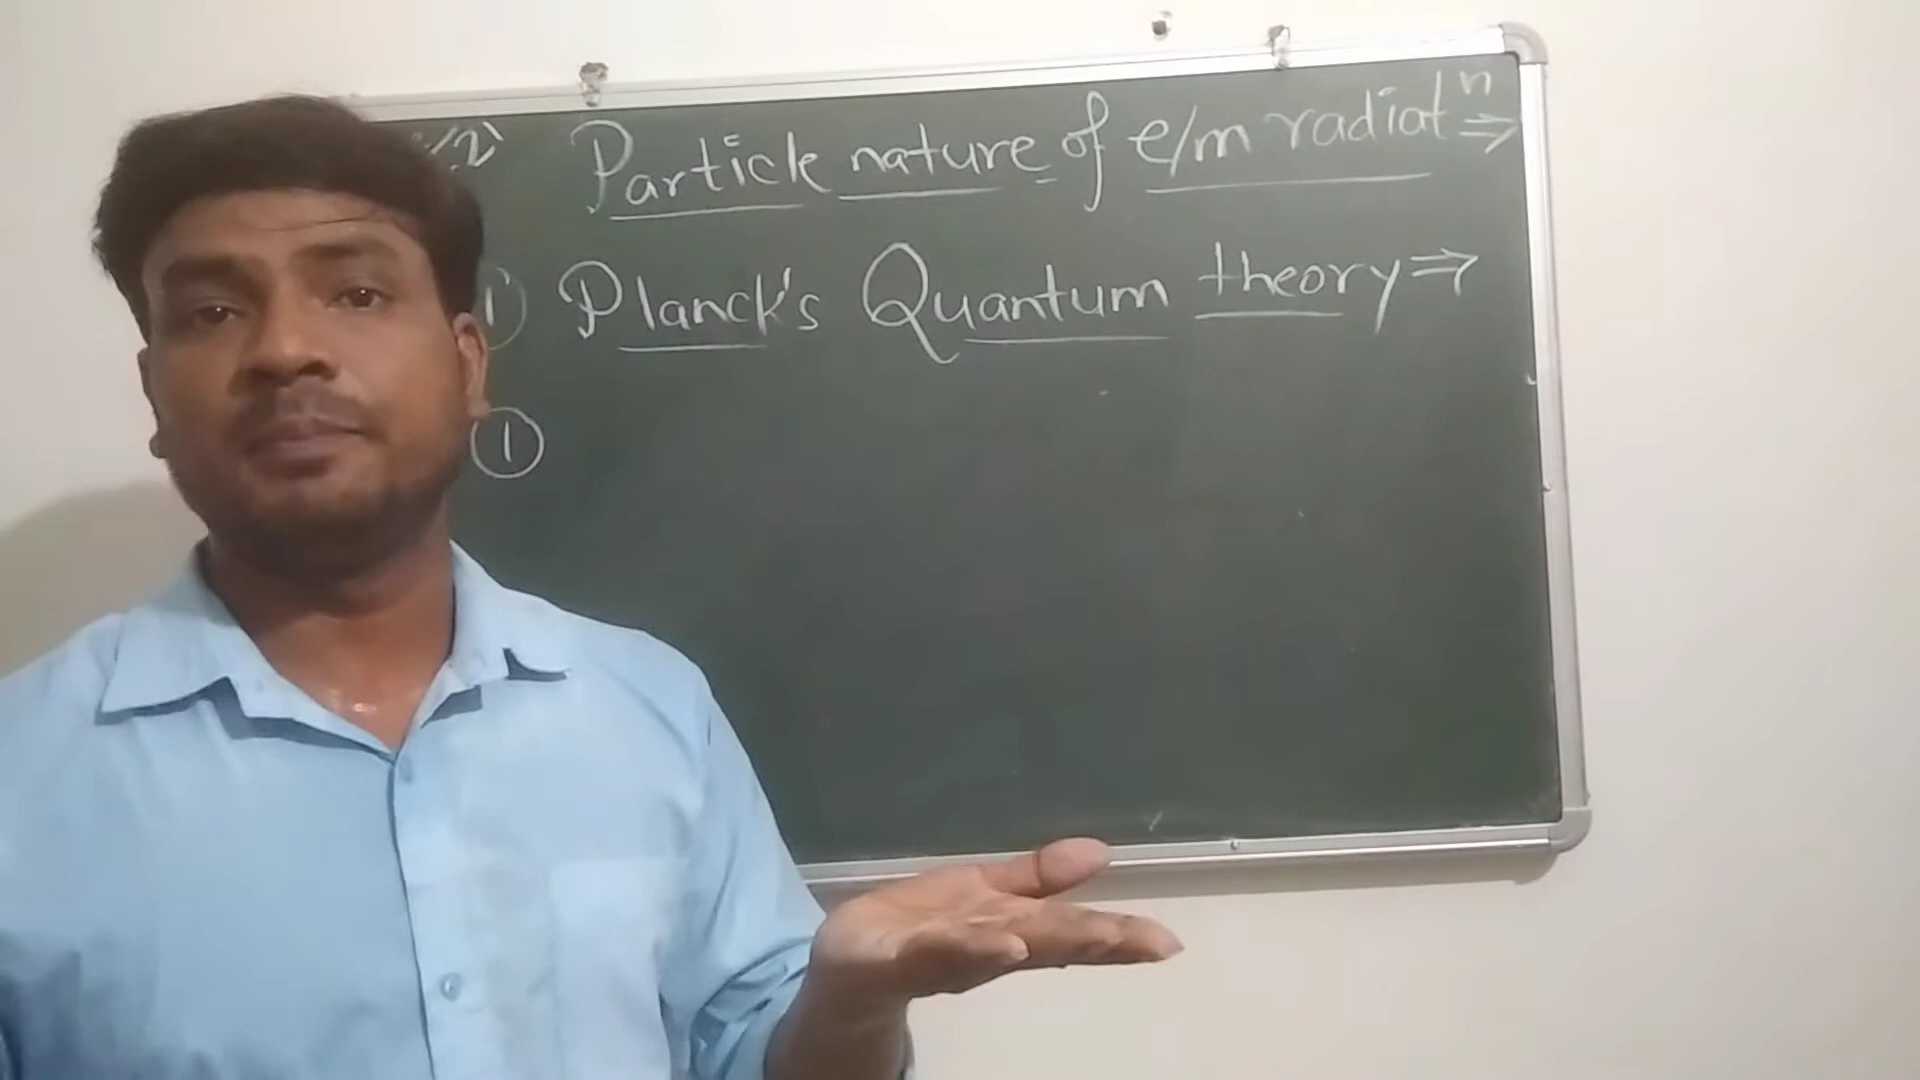 Particle nature of e/m radiatⁿ ⇒
1) Planck's Quantum theory ⇒
①